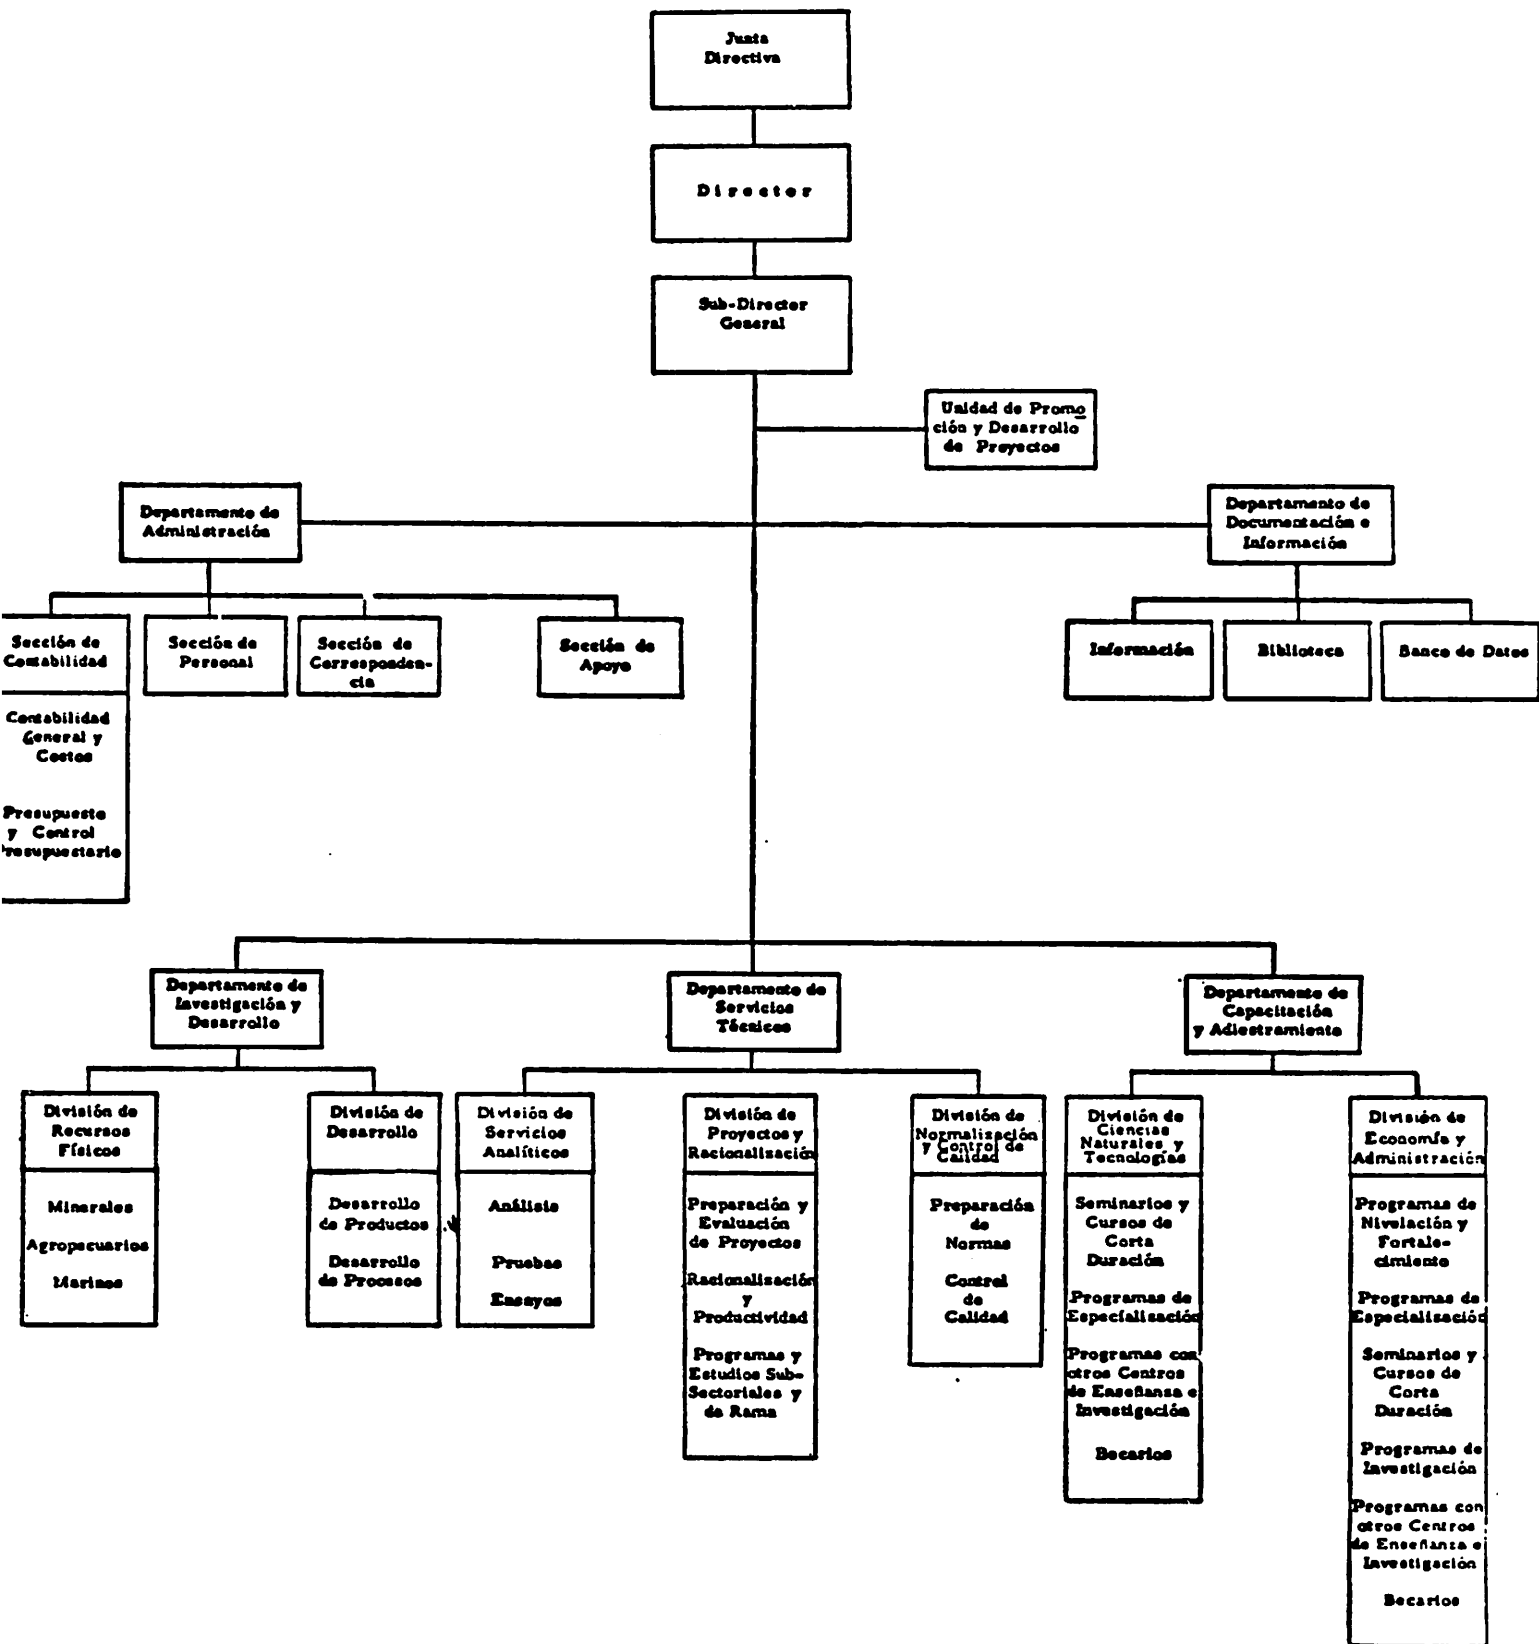 Junta
Directiva
Director
Sub-Director
General
Unidad de Promo
ción y Desarrollo
de Proyectos
Departamento de
Administración
Departamento de
Documentación e
Información
Sección de
Contabilidad
Contabilidad
General y
Costos
Presupuesto
y Control
Presupuestario
Sección de
Personal
Sección de
Corresponden-
cia
Sección de
Apoyo
Información
Biblioteca
Banco de Datos
Departamento de
Investigación y
Desarrollo
Departamento de
Servicios
Técnicos
Departamento de
Capacitación
y Adiestramiento
División de
Recursos
Físicos
Minerales
Agropecuarios
Marinos
División de
Desarrollo
Desarrollo
de Productos
Desarrollo
de Procesos
División de
Servicios
Analíticos
Análisis
Pruebas
Ensayos
División de
Proyectos y
Racionalización
Preparación y
Evaluación
de Proyectos
Racionalización
y
Productividad
Programas y
Estudios Sub-
Sectoriales y
de Rama
División de
Normalización
y Control de
Calidad
Preparación
de
Normas
Control
de
Calidad
División de
Ciencias
Naturales y
Tecnologías
Seminarios y
Cursos de
Corta
Duración
Programas de
Especialización
Programas con
otros Centros
de Enseñanza e
Investigación
Becarios
División de
Economía y
Administración
Programas de
Nivelación y
Fortale-
cimiento
Programas de
Especialización
Seminarios y
Cursos de
Corta
Duración
Programas de
Investigación
Programas con
otros Centros
de Enseñanza e
Investigación
Becarios